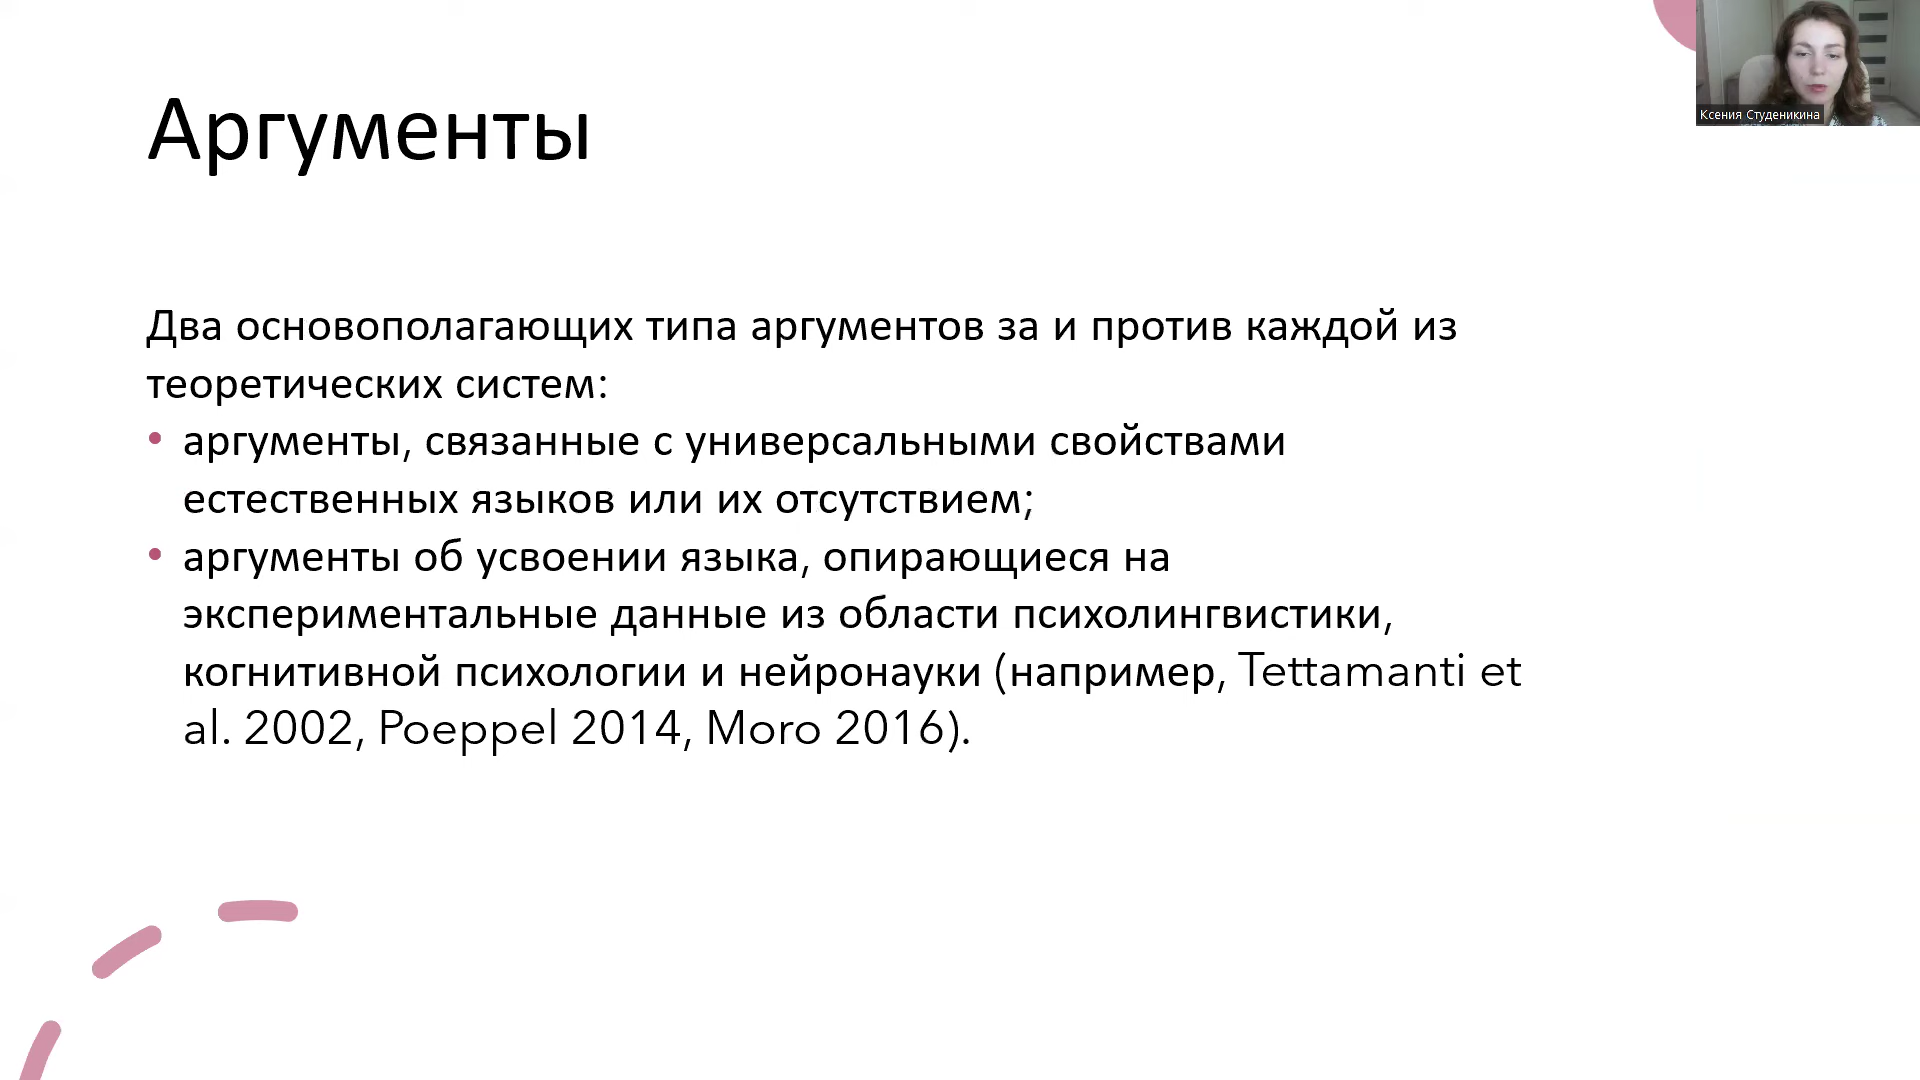 Аргументы
Ксения Студеникина
Два основополагающих типа аргументов за и против каждой из
теоретических систем:
• аргументы, связанные с универсальными свойствами
естественных языков или их отсутствием;
• аргументы об усвоении языка, опирающиеся на
экспериментальные данные из области психолингвистики,
когнитивной психологии и нейронауки (например, Tettamanti et
al. 2002, Poeppel 2014, Moro 2016).